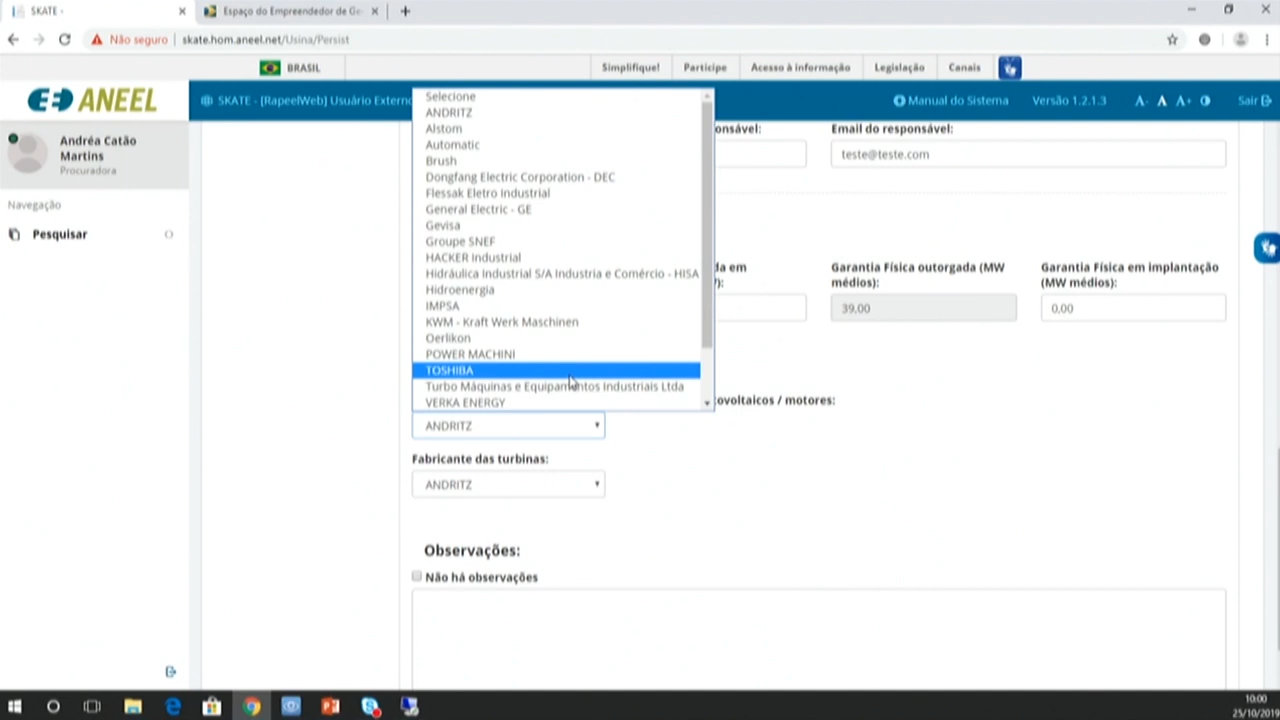 SKATE -
Espaço do Empreendedor de Ge
Não seguro
skate.hom.aneel.net/Usina/Persist
BRASIL
Simplifique!
Participe
Acesso à informação
Legislação
Canais
ANEEL
SKATE - [RapeelWeb] Usuário Externo
Manual do Sistema
Versão 1.2.1.3
A-
A
A+
Sair
Andréa Catão
Martins
Procuradora
Navegação
Pesquisar
Selecione
ANDRITZ
Alstom
Automatic
Brush
Dongfang Electric Corporation - DEC
Flessak Eletro Industrial
General Electric - GE
Gevisa
Groupe SNEF
HACKER Industrial
Hidráulica Industrial S/A Industria e Comércio - HISA
Hidroenergia
IMPSA
KWM - Kraft Werk Maschinen
Oerlikon
POWER MACHINI
TOSHIBA
Turbo Máquinas e Equipamentos Industriais Ltda
VERKA ENERGY
onsável:
Email do responsável:
teste@teste.com
da em
Garantia Física outorgada (MW
médios):
Garantia Física em implantação
(MW médios):
39.00
0.00
ovoltaicos / motores:
ANDRITZ
Fabricante das turbinas:
ANDRITZ
Observações:
Não há observações
10:00
25/10/2019